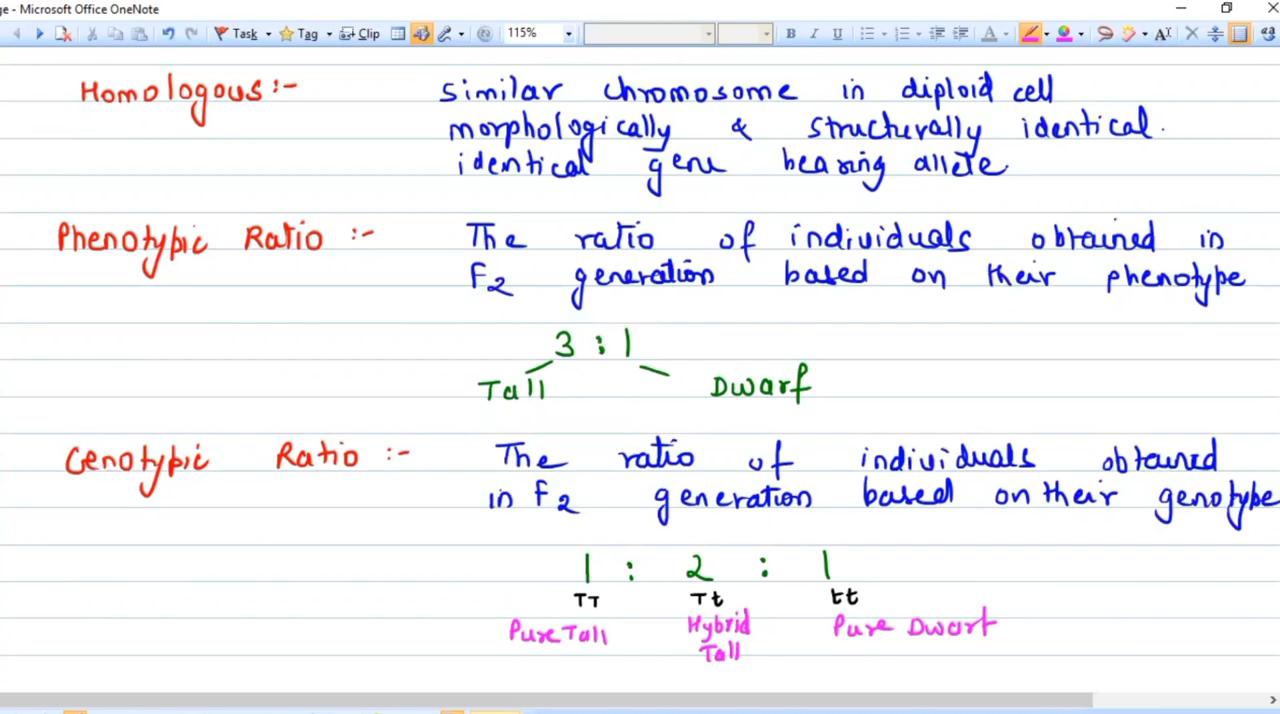 ge - Microsoft Office OneNote
Task Tag Clip 115% B I U A
Homologous :- similar chromosome in diploid cell
morphologically & structurally identical.
identical gene bearing allete
Phenotypic Ratio :- The ratio of individuals obtained in
F2 generation based on their phenotype
3 : 1
Tall Dwarf
Genotypic Ratio :- The ratio of individuals obtained
in F2 generation based on their genotype
1 : 2 : 1
TT Tt tt
Pure Tall Hybrid Pure Dwarf
Tall